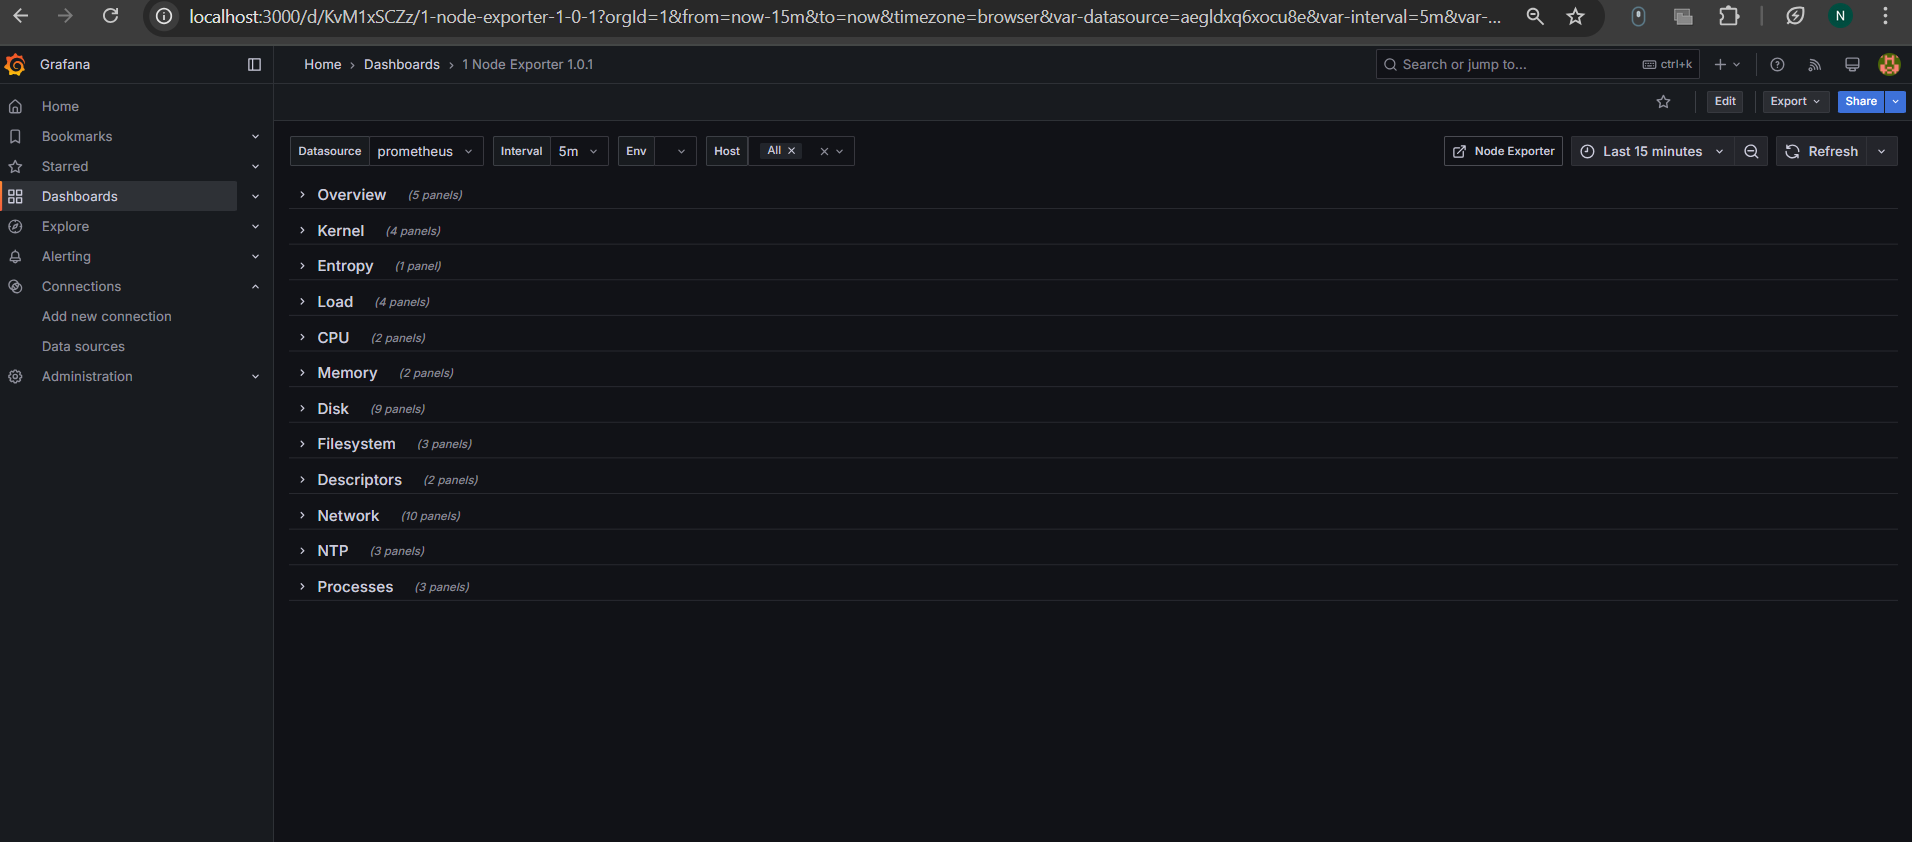 localhost:3000/d/KvM1xSCZz/1-node-exporter-1-0-1?orgId=1&from=now-15m&to=now&timezone=browser&var-datasource=aegldxq6xocu8e&var-interval=5m&var-...
N
Grafana
Home › Dashboards › 1 Node Exporter 1.0.1
Search or jump to...
ctrl+k
Home
Bookmarks
Starred
Dashboards
Explore
Alerting
Connections
Add new connection
Data sources
Administration
Edit
Export
Share
Datasource prometheus
Interval 5m
Env
Host All
Node Exporter
Last 15 minutes
Refresh
Overview (5 panels)
Kernel (4 panels)
Entropy (1 panel)
Load (4 panels)
CPU (2 panels)
Memory (2 panels)
Disk (9 panels)
Filesystem (3 panels)
Descriptors (2 panels)
Network (10 panels)
NTP (3 panels)
Processes (3 panels)